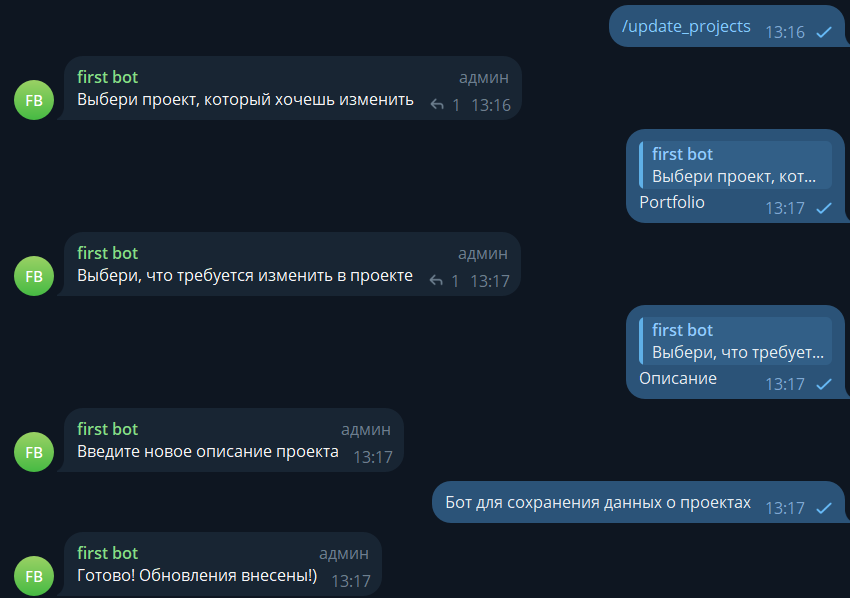 /update_projects 13:16
first bot админ
FB Выбери проект, который хочешь изменить 1 13:16
first bot
Выбери проект, кот...
Portfolio 13:17
first bot админ
FB Выбери, что требуется изменить в проекте 1 13:17
first bot
Выбери, что требует...
Описание 13:17
first bot админ
FB Введите новое описание проекта 13:17
Бот для сохранения данных о проектах 13:17
first bot админ
FB Готово! Обновления внесены!) 13:17